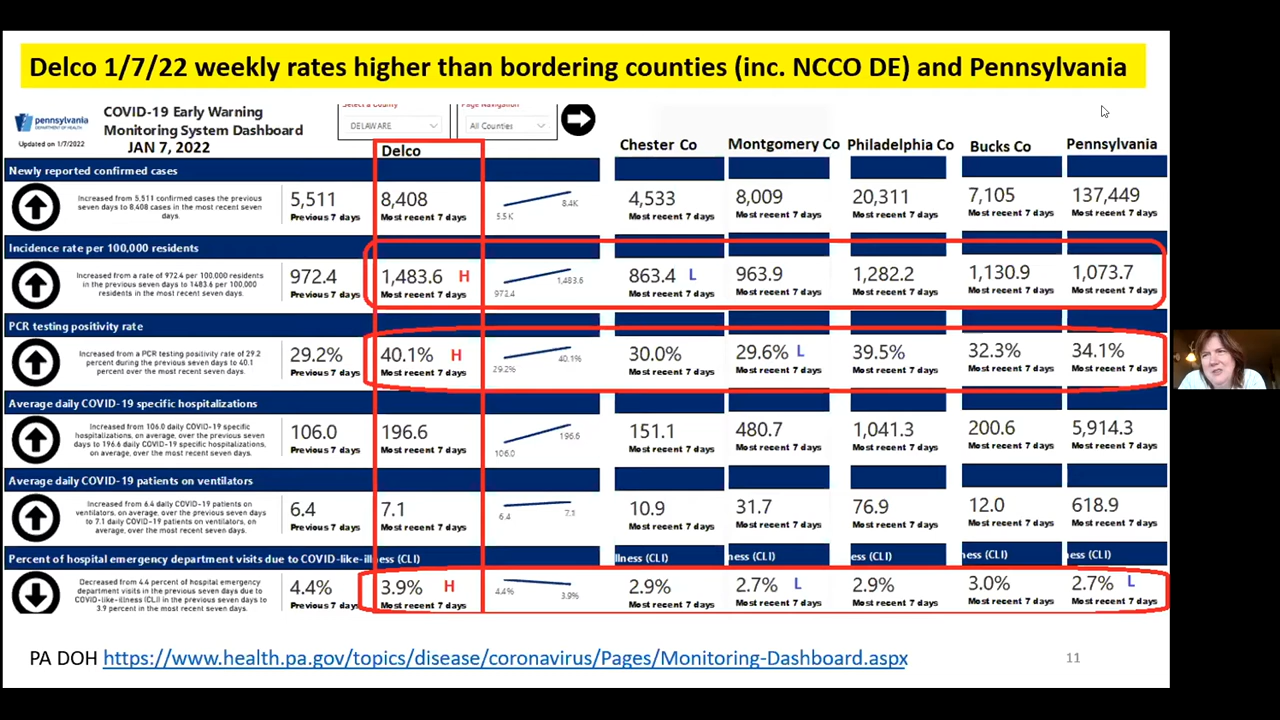 Delco 1/7/22 weekly rates higher than bordering counties (inc. NCCO DE) and Pennsylvania
pennsylvania
DEPARTMENT OF HEALTH
Updated on 1/7/2022
COVID-19 Early Warning
Monitoring System Dashboard
JAN 7, 2022
Select a County
DELAWARE
Page Navigation
All Counties
Delco
Chester Co
Montgomery Co
Philadelphia Co
Bucks Co
Pennsylvania
Newly reported confirmed cases
Increased from 5,511 confirmed cases the previous
seven days to 8,408 cases in the most recent seven
days.
5,511
Previous 7 days
8,408
Most recent 7 days
5.5K
8.4K
4,533
Most recent 7 days
8,009
Most recent 7 days
20,311
Most recent 7 days
7,105
Most recent 7 days
137,449
Most recent 7 days
Incidence rate per 100,000 residents
Increased from a rate of 972.4 per 100,000 residents
in the previous seven days to 1483.6 per 100,000
residents in the most recent seven days.
972.4
Previous 7 days
1,483.6 H
Most recent 7 days
972.4
1,483.6
863.4 L
Most recent 7 days
963.9
Most recent 7 days
1,282.2
Most recent 7 days
1,130.9
Most recent 7 days
1,073.7
Most recent 7 days
PCR testing positivity rate
Increased from a PCR testing positivity rate of 29.2
percent during the previous seven days to 40.1
percent over the most recent seven days.
29.2%
Previous 7 days
40.1% H
Most recent 7 days
29.2%
40.1%
30.0%
Most recent 7 days
29.6% L
Most recent 7 days
39.5%
Most recent 7 days
32.3%
Most recent 7 days
34.1%
Most recent 7 days
Average daily COVID-19 specific hospitalizations
Increased from 106.0 daily COVID-19 specific
hospitalizations, on average, over the previous seven
days to 196.6 daily COVID-19 specific hospitalizations,
on average, over the most recent seven days.
106.0
Previous 7 days
196.6
Most recent 7 days
106.0
196.6
151.1
Most recent 7 days
480.7
Most recent 7 days
1,041.3
Most recent 7 days
200.6
Most recent 7 days
5,914.3
Most recent 7 days
Average daily COVID-19 patients on ventilators
Increased from 6.4 daily COVID-19 patients on
ventilators, on average, over the previous seven days
to 7.1 daily COVID-19 patients on ventilators, on
average, over the most recent seven days.
6.4
Previous 7 days
7.1
Most recent 7 days
6.4
7.1
10.9
Most recent 7 days
31.7
Most recent 7 days
76.9
Most recent 7 days
12.0
Most recent 7 days
618.9
Most recent 7 days
Percent of hospital emergency department visits due to COVID-like-illness (CLI)
llness (CLI)
ness (CLI)
ess (CLI)
ness (CLI)
ess (CLI)
Decreased from 4.4 percent of hospital emergency
department visits in the previous seven days due to
COVID-like-illness (CLI) in the previous seven days to
3.9 percent in the most recent seven days.
4.4%
Previous 7 days
3.9% H
Most recent 7 days
4.4%
3.9%
2.9%
Most recent 7 days
2.7% L
Most recent 7 days
2.9%
Most recent 7 days
3.0%
Most recent 7 days
2.7% L
Most recent 7 days
PA DOH https://www.health.pa.gov/topics/disease/coronavirus/Pages/Monitoring-Dashboard.aspx
11